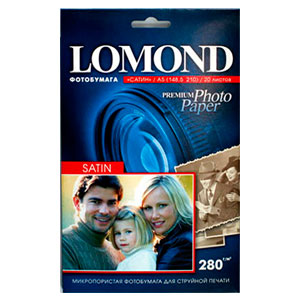 LOMOND
ФОТОБУМАГА
«САТИН» / A5 (148,5 210) / 20 листов
PREMIUM Photo
Paper
SATIN
280 г/м²
МИКРОПОРИСТАЯ ФОТОБУМАГА ДЛЯ СТРУЙНОЙ ПЕЧАТИ